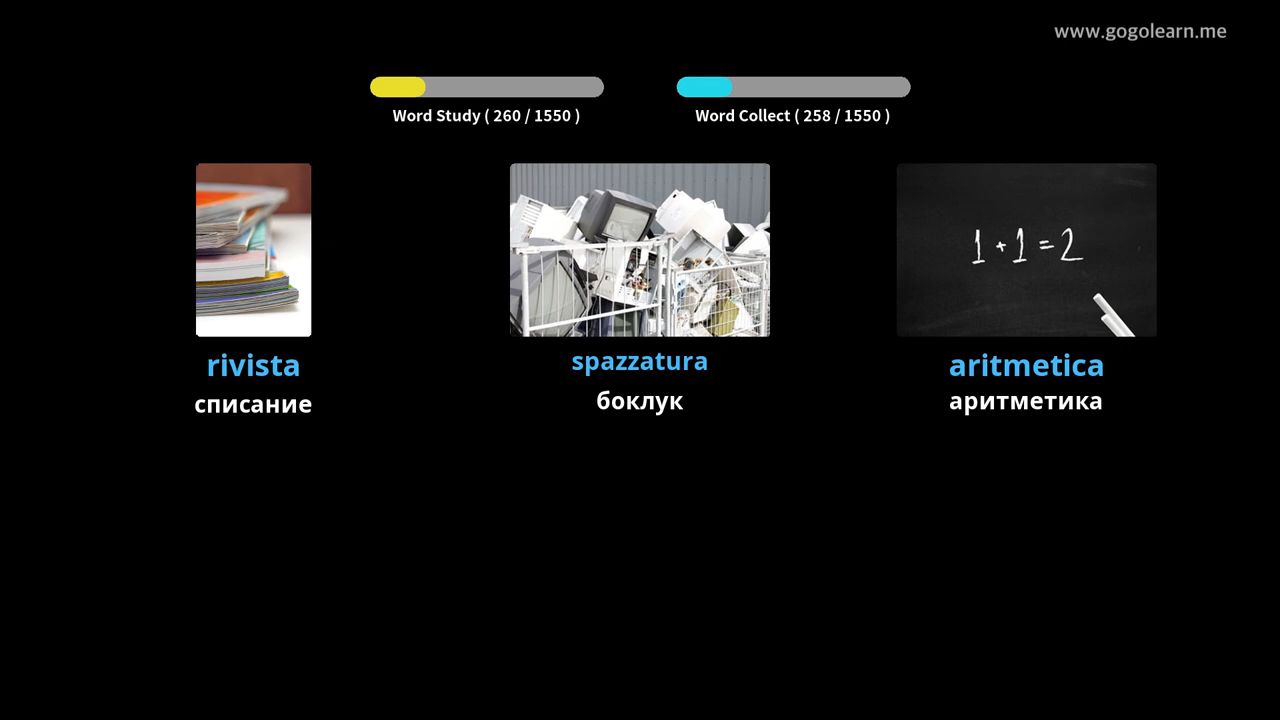 www.gogolearn.me
Word Study ( 260 / 1550 )
Word Collect ( 258 / 1550 )
1 + 1 = 2
rivista
списание
spazzatura
боклук
aritmetica
аритметика